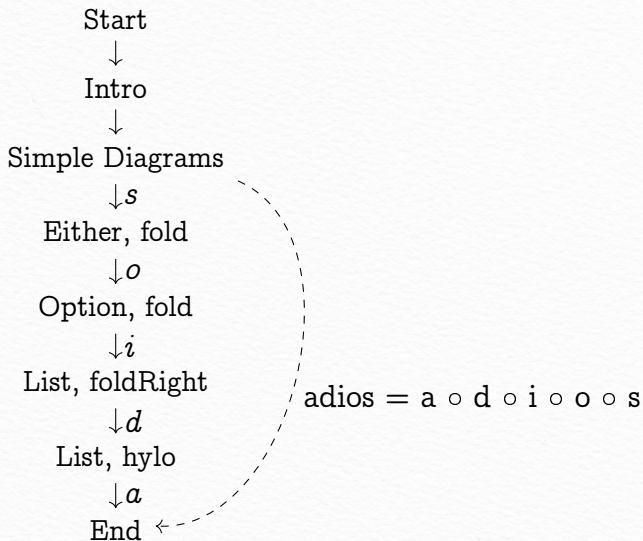 Start
Intro
Simple Diagrams
s
Either, fold
o
Option, fold
i
List, foldRight
adios = a ∘ d ∘ i ∘ o ∘ s
d
List, hylo
a
End